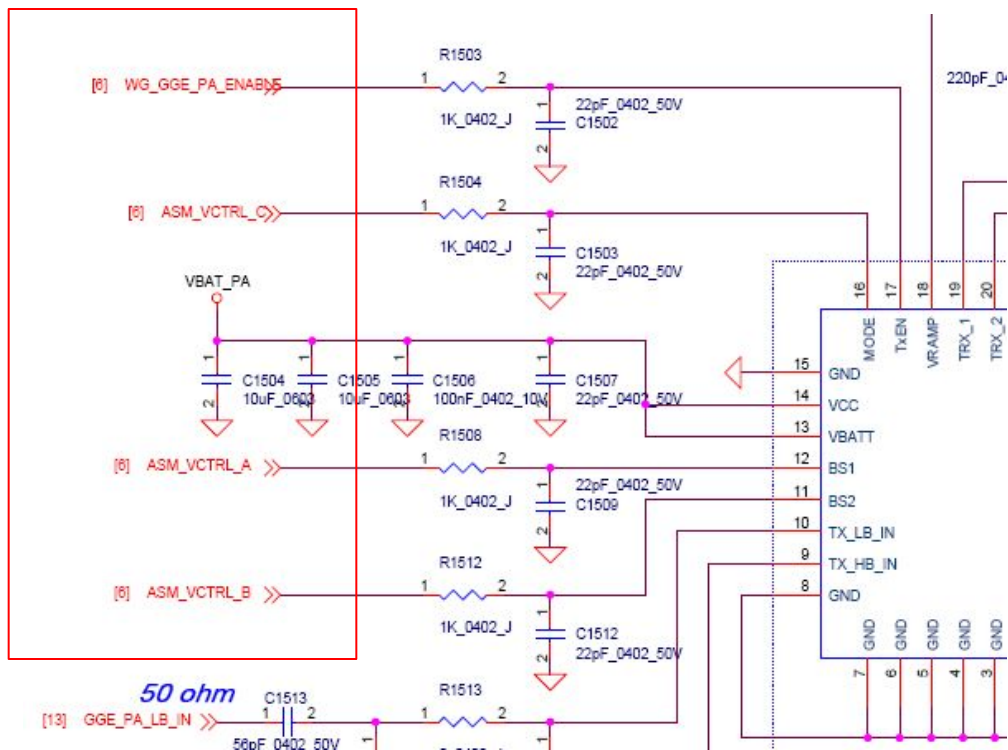 R1503
[6] WG_GGE_PA_ENABLE
1 2
1K_0402_J
1
2
22pF_0402_50V
C1502
220pF_04
R1504
[6] ASM_VCTRL_C
1 2
1K_0402_J
1
2
C1503
22pF_0402_50V
VBAT_PA
1
2
C1504
10uF_0603
1
2
C1505
10uF_0603
1
2
C1506
100nF_0402_10V
1
2
C1507
22pF_0402_50V
R1508
[6] ASM_VCTRL_A
1 2
1K_0402_J
1
2
22pF_0402_50V
C1509
R1512
[6] ASM_VCTRL_B
1 2
1K_0402_J
1
2
C1512
22pF_0402_50V
50 ohm
C1513
[13] GGE_PA_LB_IN
1 2
56pF_0402_50V
R1513
1 2
1
1
16 17 18 19 20
MODE
TxEN
VRAMP
TRX_1
TRX_2
15 GND
14 VCC
13 VBATT
12 BS1
11 BS2
10 TX_LB_IN
9 TX_HB_IN
8 GND
GND GND GND GND GND
7 6 5 4 3